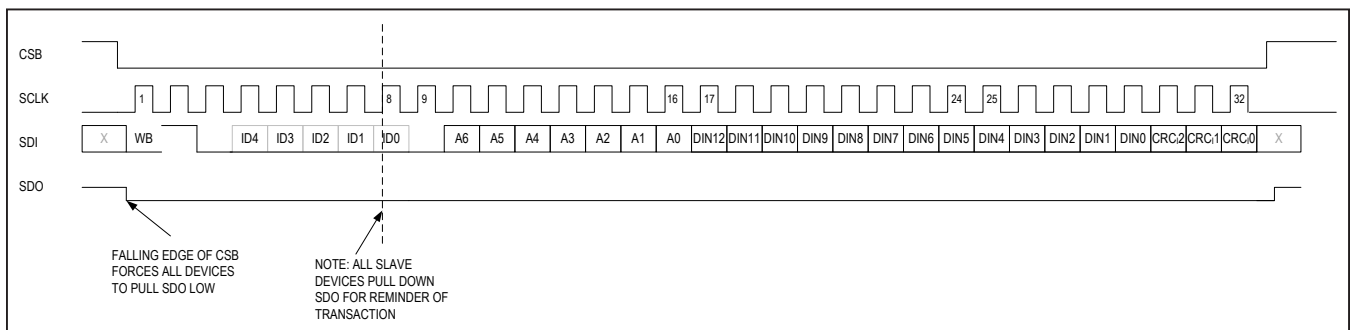 CSB
SCLK
1 8 9 16 17 24 25 32
SDI
X WB ID4 ID3 ID2 ID1 ID0 A6 A5 A4 A3 A2 A1 A0 DIN12 DIN11 DIN10 DIN9 DIN8 DIN7 DIN6 DIN5 DIN4 DIN3 DIN2 DIN1 DIN0 CRCI2 CRCI1 CRCI0 X
SDO
FALLING EDGE OF CSB
FORCES ALL DEVICES
TO PULL SDO LOW
NOTE: ALL SLAVE
DEVICES PULL DOWN
SDO FOR REMINDER OF
TRANSACTION